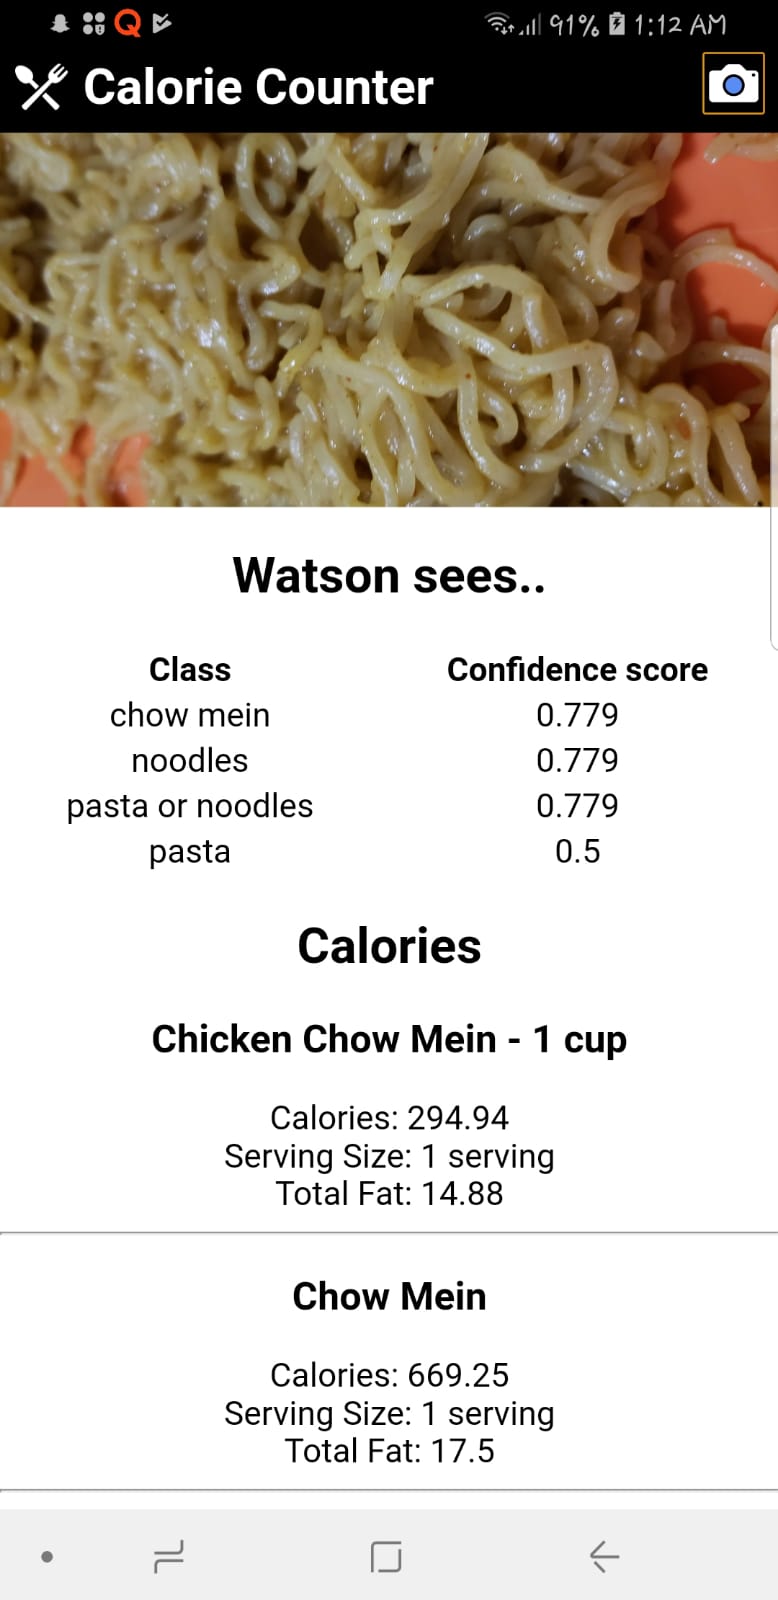 91% 1:12 AM
Calorie Counter
Watson sees..
Class Confidence score
chow mein 0.779
noodles 0.779
pasta or noodles 0.779
pasta 0.5
Calories
Chicken Chow Mein - 1 cup
Calories: 294.94
Serving Size: 1 serving
Total Fat: 14.88
Chow Mein
Calories: 669.25
Serving Size: 1 serving
Total Fat: 17.5